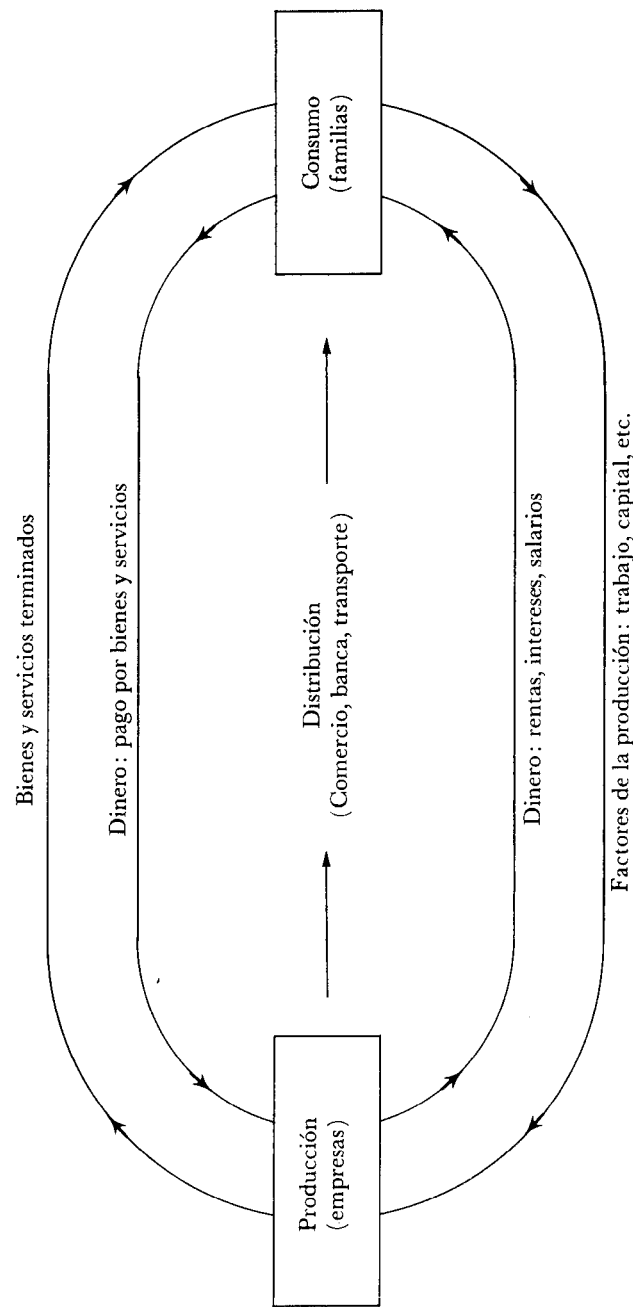 Bienes y servicios terminados
Dinero: pago por bienes y servicios
Producción
(empresas)
Distribución
(Comercio, banca, transporte)
Consumo
(familias)
Dinero: rentas, intereses, salarios
Factores de la producción: trabajo, capital, etc.